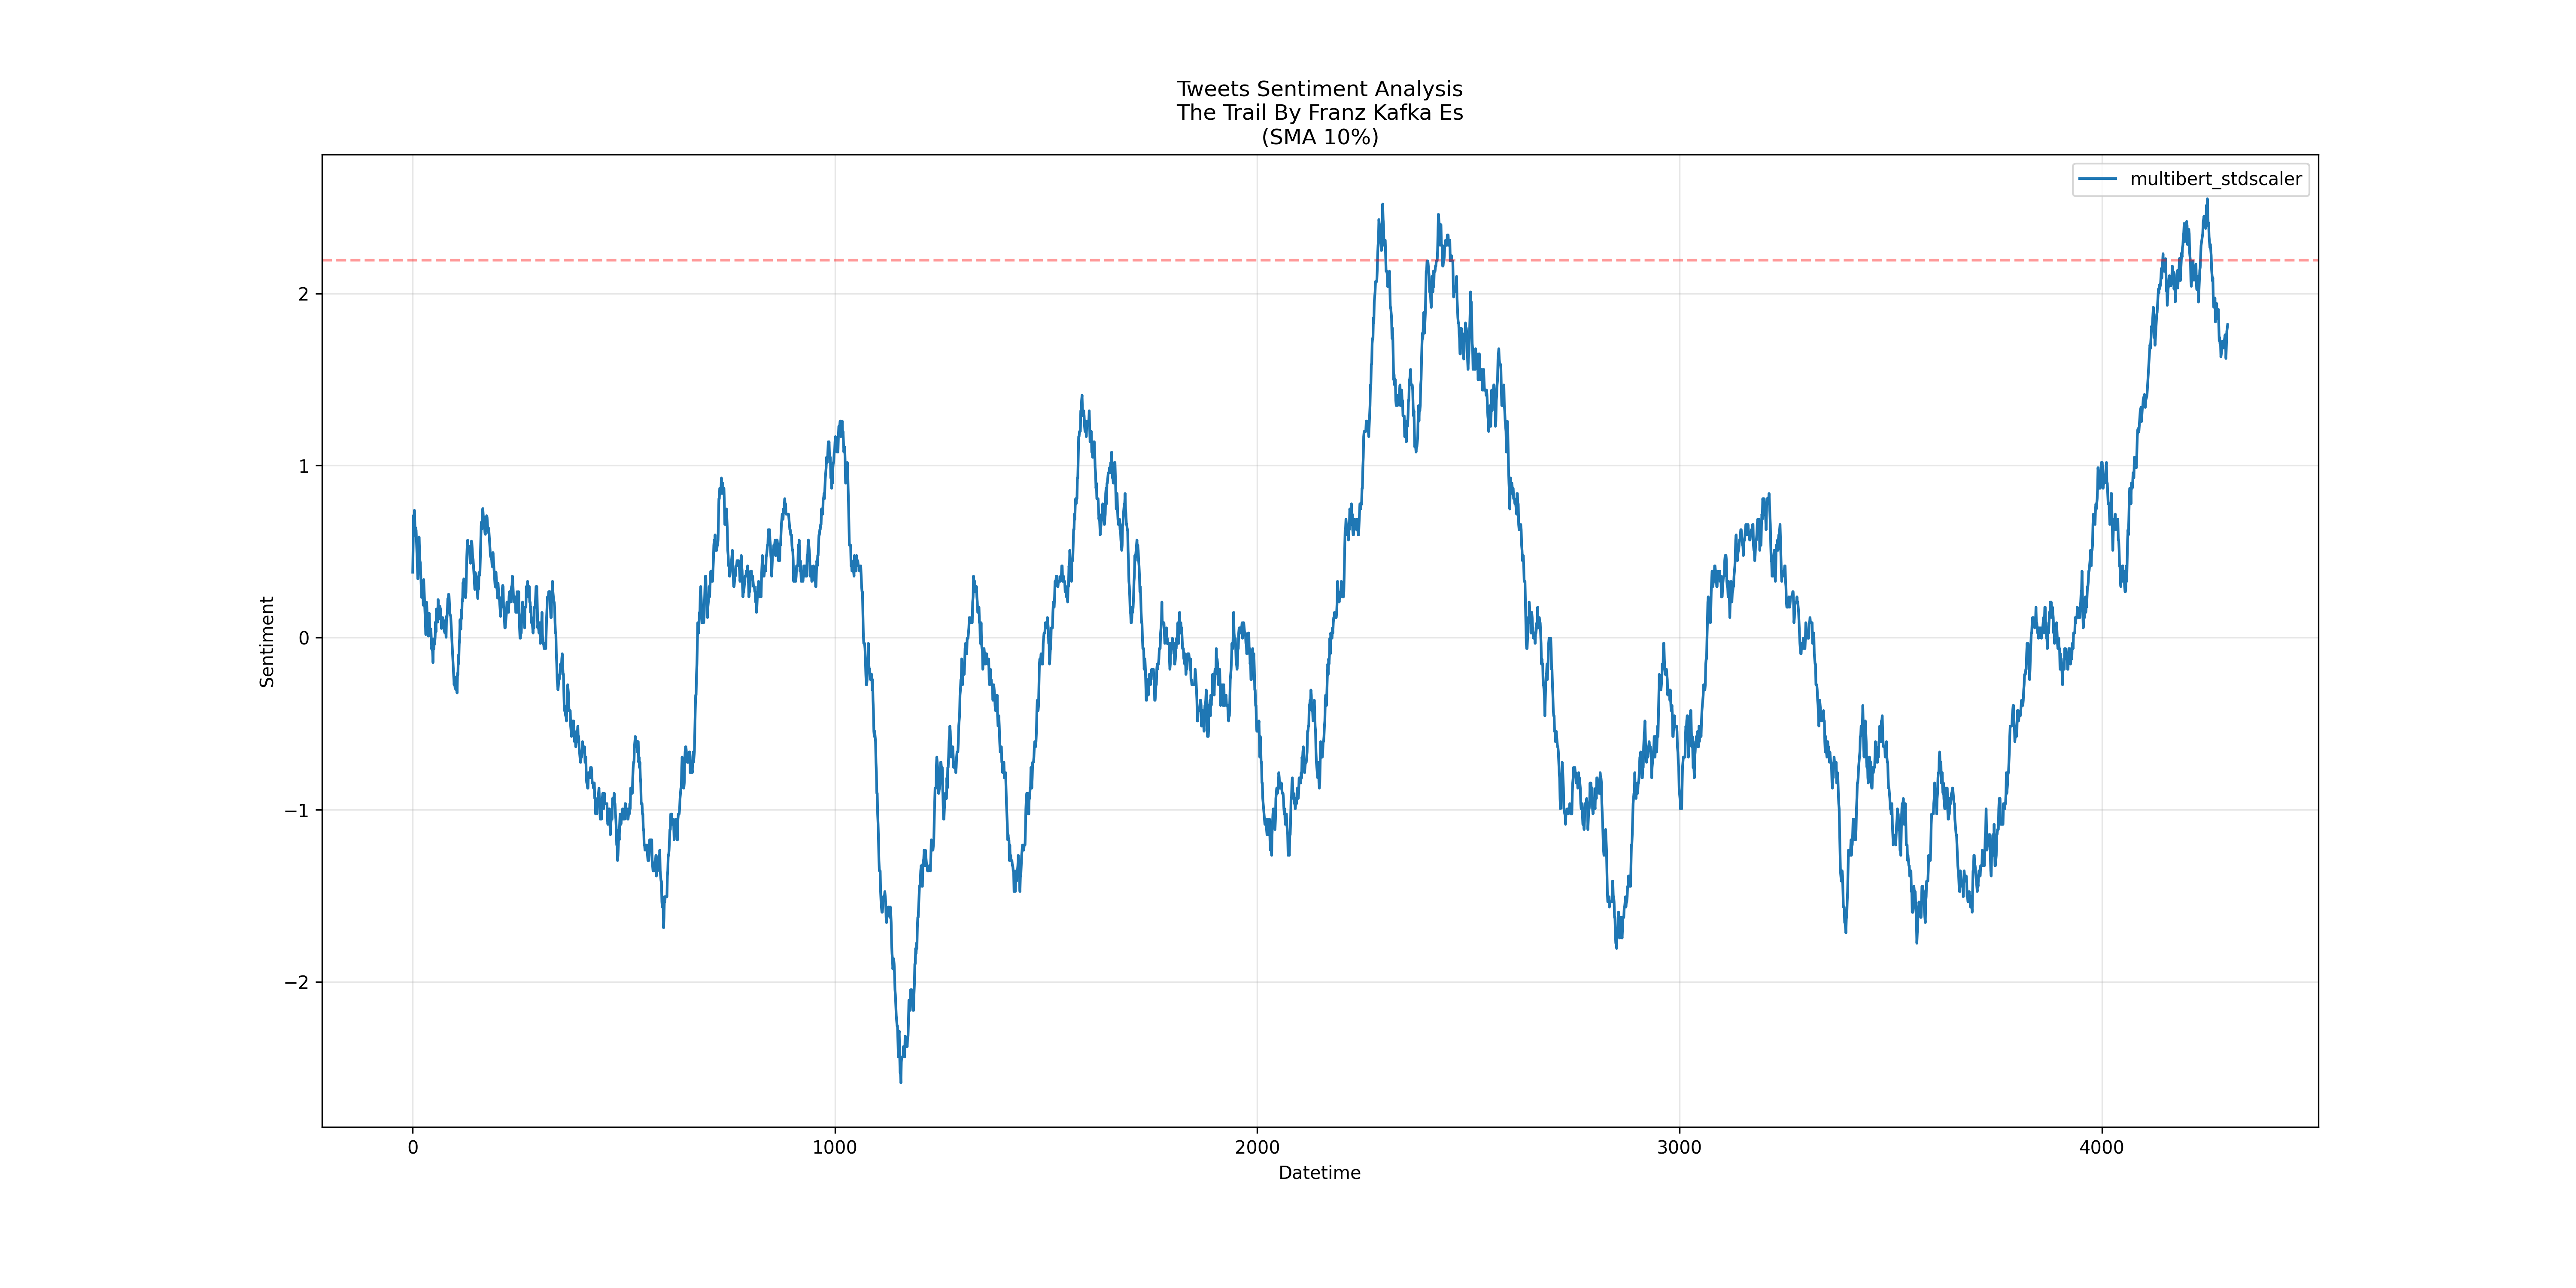 Tweets Sentiment Analysis
The Trail By Franz Kafka Es
(SMA 10%)
multibert_stdscaler
2
1
0
−1
−2
Sentiment
0 1000 2000 3000 4000
Datetime